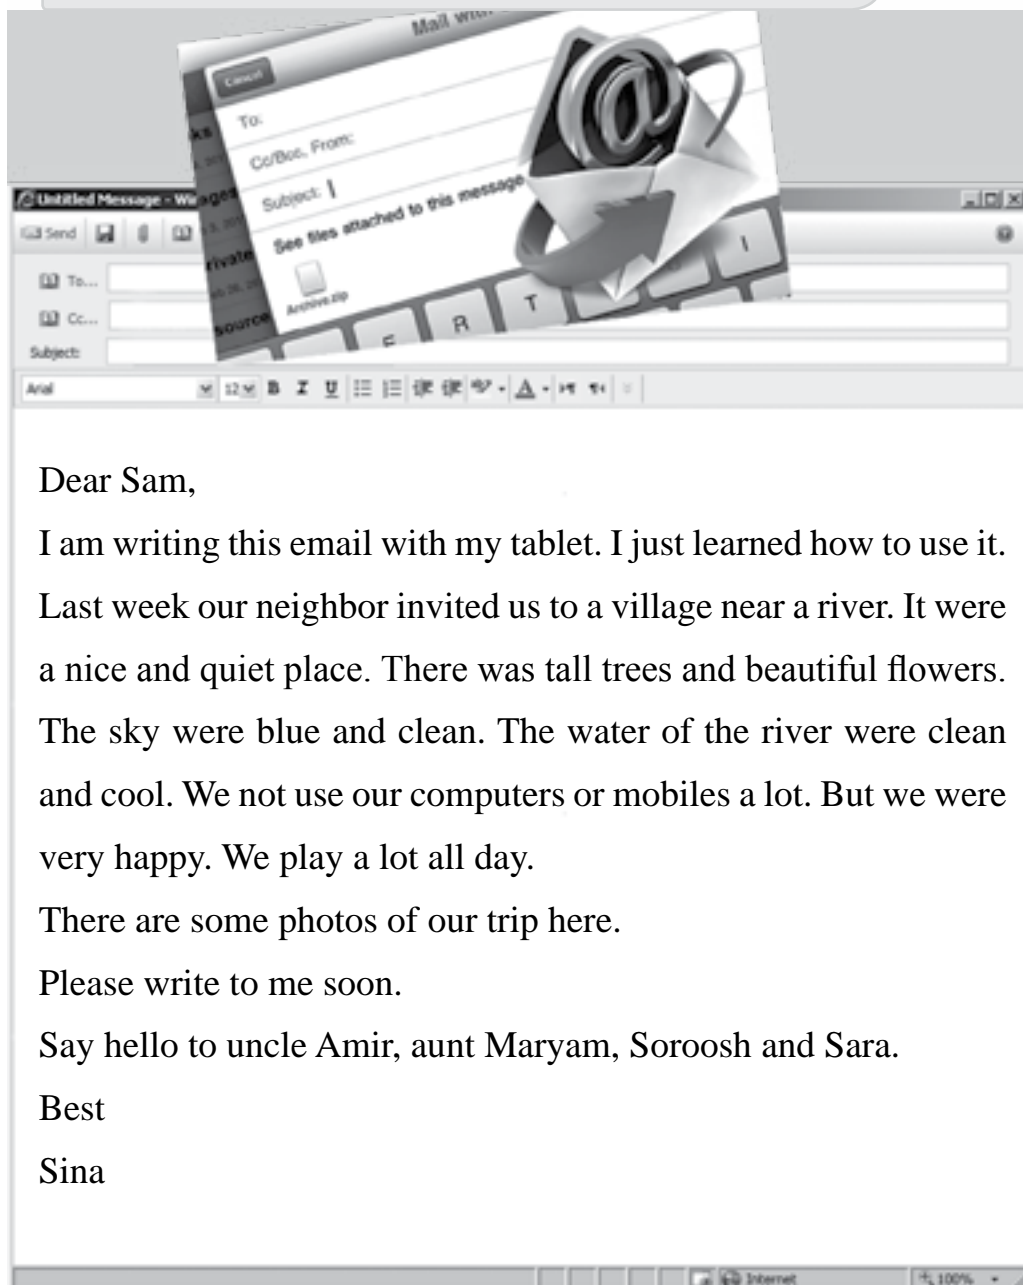 Mail with
Cancel
To:
Cc/Bcc, From:
Subject:
See files attached to this message
Archive.zip
E R T I
Untitled Message - Wi
Send
To...
Cc...
Subject:
Arial 12 B I U A
Dear Sam,
I am writing this email with my tablet. I just learned how to use it.
Last week our neighbor invited us to a village near a river. It were
a nice and quiet place. There was tall trees and beautiful flowers.
The sky were blue and clean. The water of the river were clean
and cool. We not use our computers or mobiles a lot. But we were
very happy. We play a lot all day.
There are some photos of our trip here.
Please write to me soon.
Say hello to uncle Amir, aunt Maryam, Soroosh and Sara.
Best
Sina
Internet 100%